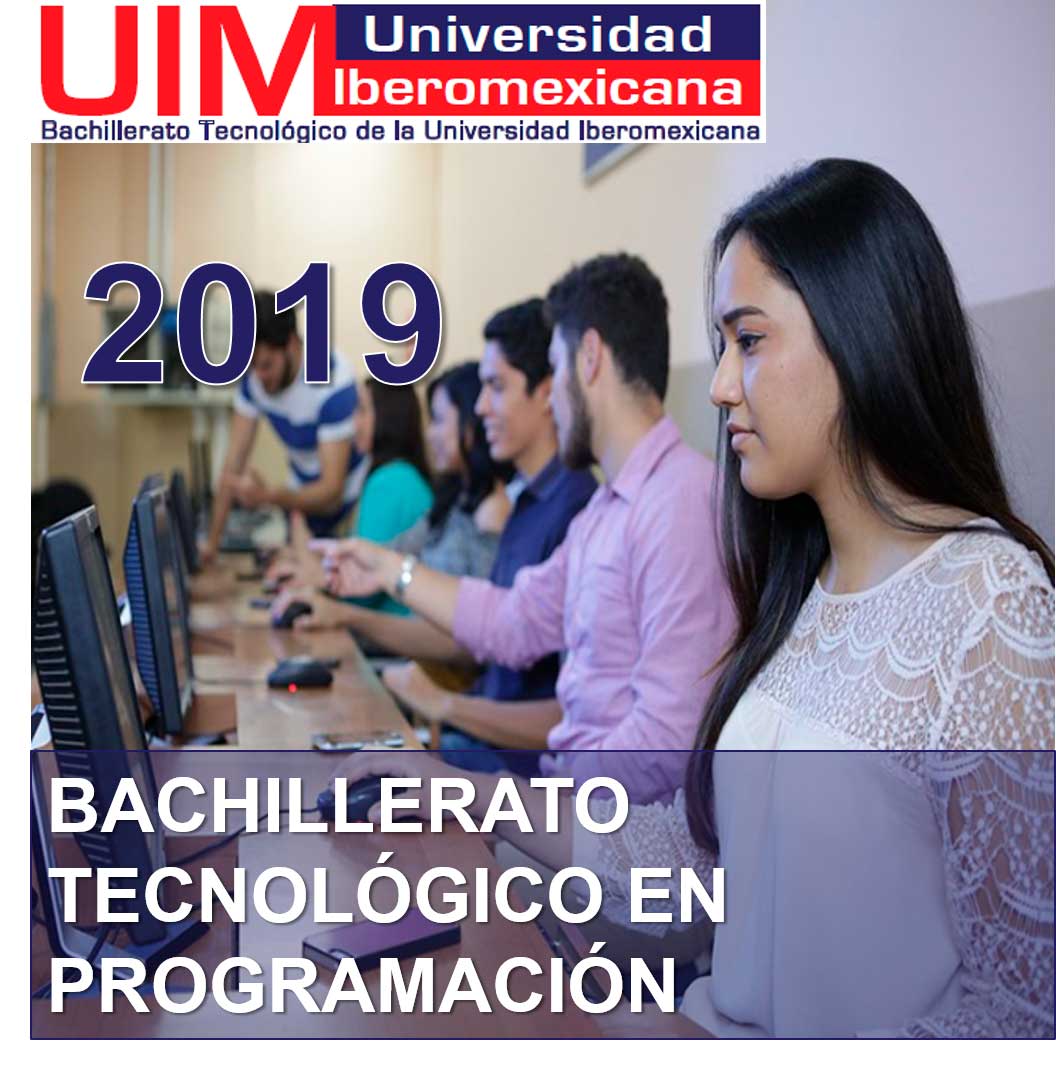 UIM
Universidad
Iberomexicana
Bachillerato Tecnológico de la Universidad Iberomexicana
2019
BACHILLERATO
TECNOLÓGICO EN
PROGRAMACIÓN